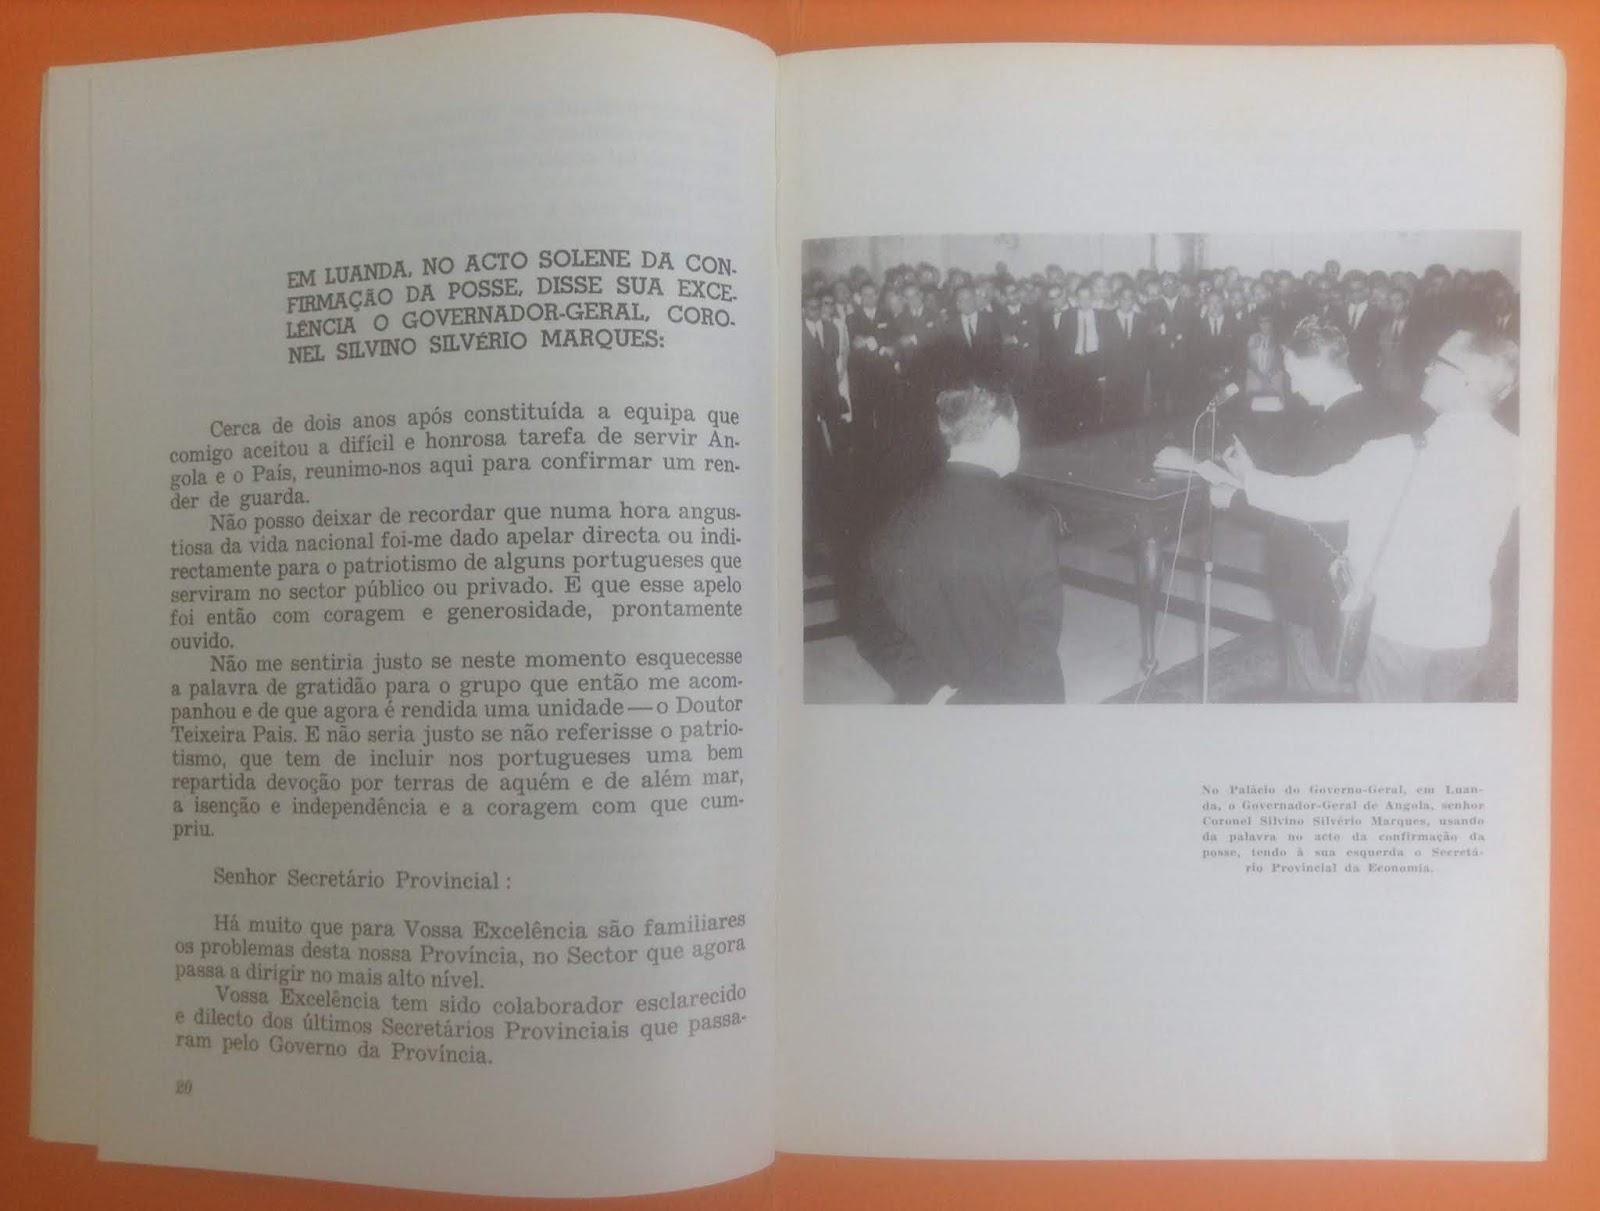 EM LUANDA, NO ACTO SOLENE DA CON-
FIRMAÇÃO DA POSSE, DISSE SUA EXCE-
LÊNCIA O GOVERNADOR-GERAL, CORO-
NEL SILVINO SILVÉRIO MARQUES:
Cerca de dois anos após constituída a equipa que
comigo aceitou a difícil e honrosa tarefa de servir An-
gola e o País, reunimo-nos aqui para confirmar um ren-
der de guarda.
Não posso deixar de recordar que numa hora angus-
tiosa da vida nacional foi-me dado apelar directa ou indi-
rectamente para o patriotismo de alguns portugueses que
serviram no sector público ou privado. E que esse apelo
foi então com coragem e generosidade, prontamente
ouvido.
Não me sentiria justo se neste momento esquecesse
a palavra de gratidão para o grupo que então me acom-
panhou e de que agora é rendida uma unidade — o Doutor
Teixeira Pais. E não seria justo se não referisse o patrio-
tismo, que tem de incluir nos portugueses uma bem
repartida devoção por terras de aquém e de além mar,
a isenção e independência e a coragem com que cum-
priu.
Senhor Secretário Provincial :
Há muito que para Vossa Excelência são familiares
os problemas desta nossa Província, no Sector que agora
passa a dirigir no mais alto nível.
Vossa Excelência tem sido colaborador esclarecido
e dilecto dos últimos Secretários Provinciais que passa-
ram pelo Governo da Província.
20
No Palácio do Governo-Geral, em Luan-
da, o Governador-Geral de Angola, senhor
Coronel Silvino Silvério Marques, usando
da palavra no acto da confirmação da
posse, tendo à sua esquerda o Secretá-
rio Provincial da Economia.